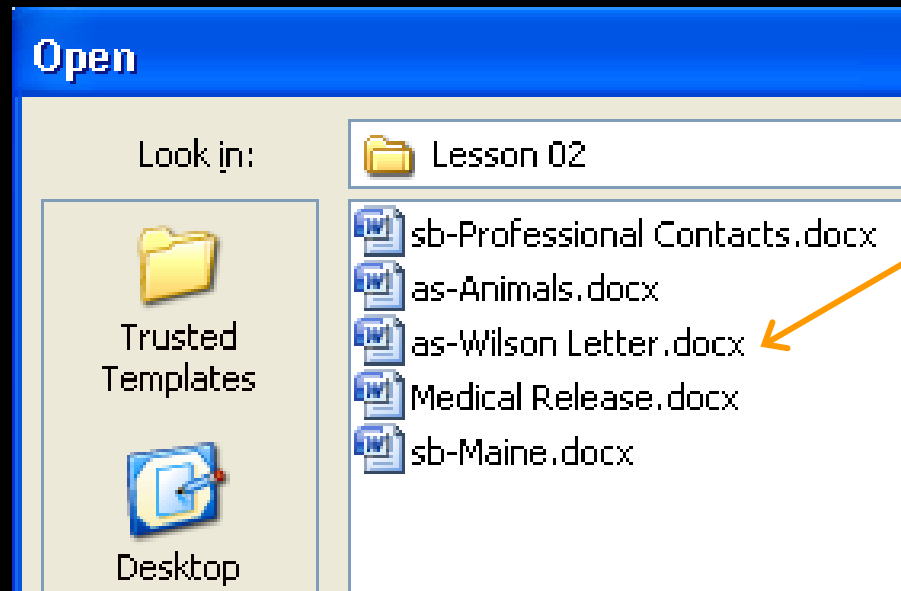 Open
Look in:
Lesson 02
sb-Professional Contacts.docx
as-Animals.docx
as-Wilson Letter.docx
Medical Release.docx
sb-Maine.docx
Trusted
Templates
Desktop